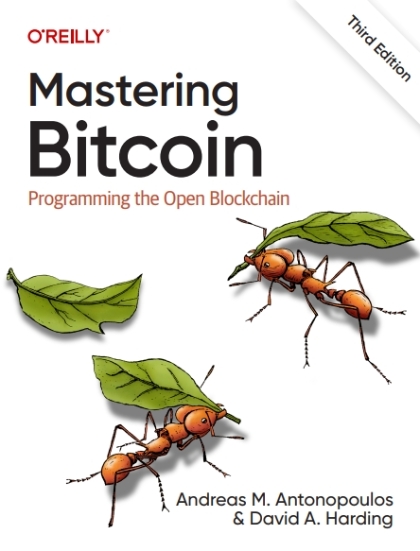 O'REILLY®
Third Edition
Mastering
Bitcoin
Programming the Open Blockchain
Andreas M. Antonopoulos
& David A. Harding